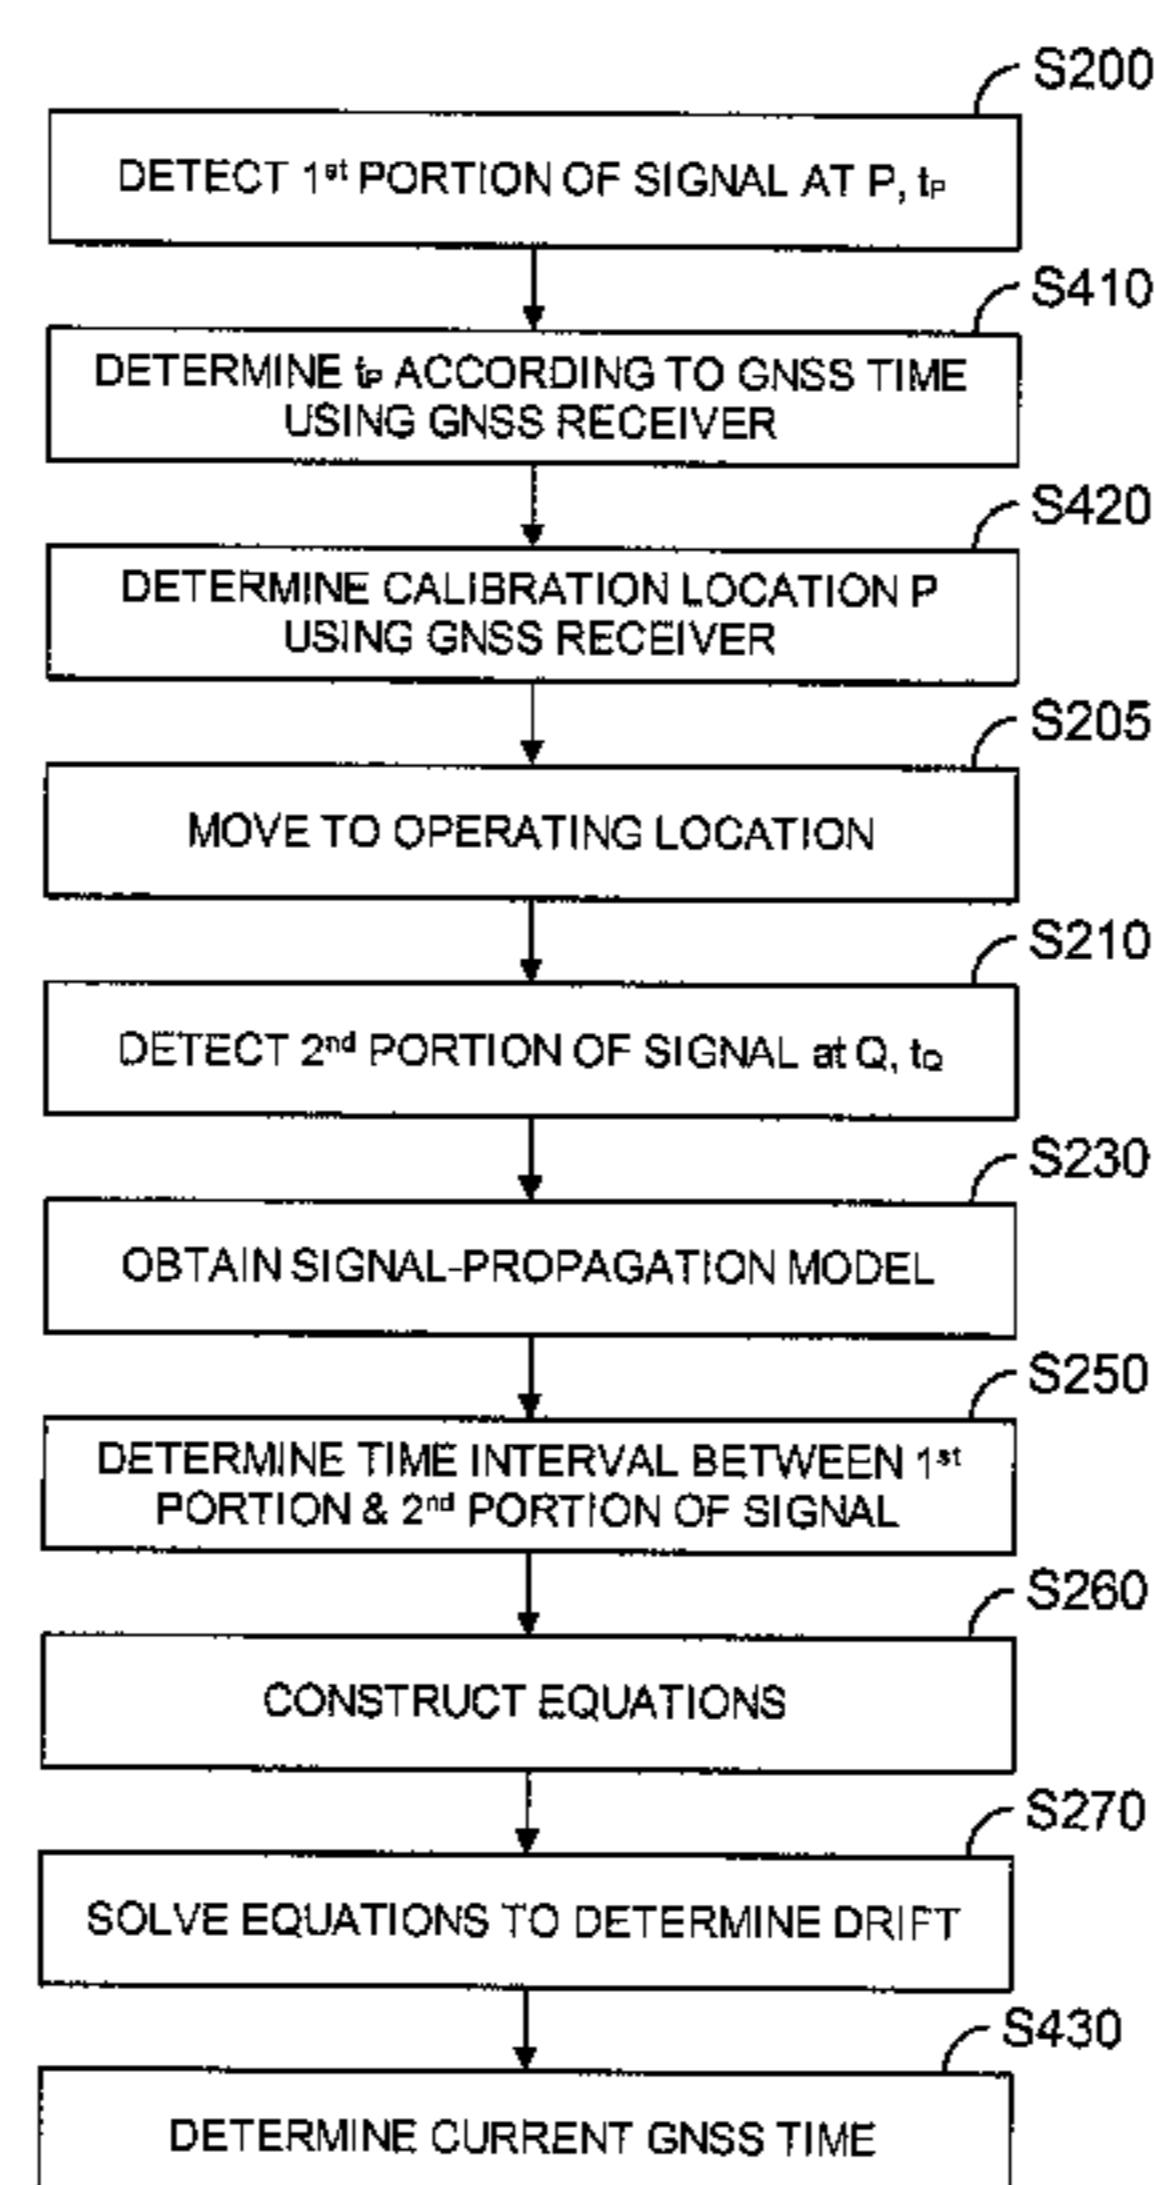 S200
DETECT 1st PORTION OF SIGNAL AT P, tP
S410
DETERMINE tP ACCORDING TO GNSS TIME
USING GNSS RECEIVER
S420
DETERMINE CALIBRATION LOCATION P
USING GNSS RECEIVER
S205
MOVE TO OPERATING LOCATION
S210
DETECT 2nd PORTION OF SIGNAL at Q, tQ
S230
OBTAIN SIGNAL-PROPAGATION MODEL
S250
DETERMINE TIME INTERVAL BETWEEN 1st
PORTION & 2nd PORTION OF SIGNAL
S260
CONSTRUCT EQUATIONS
S270
SOLVE EQUATIONS TO DETERMINE DRIFT
S430
DETERMINE CURRENT GNSS TIME